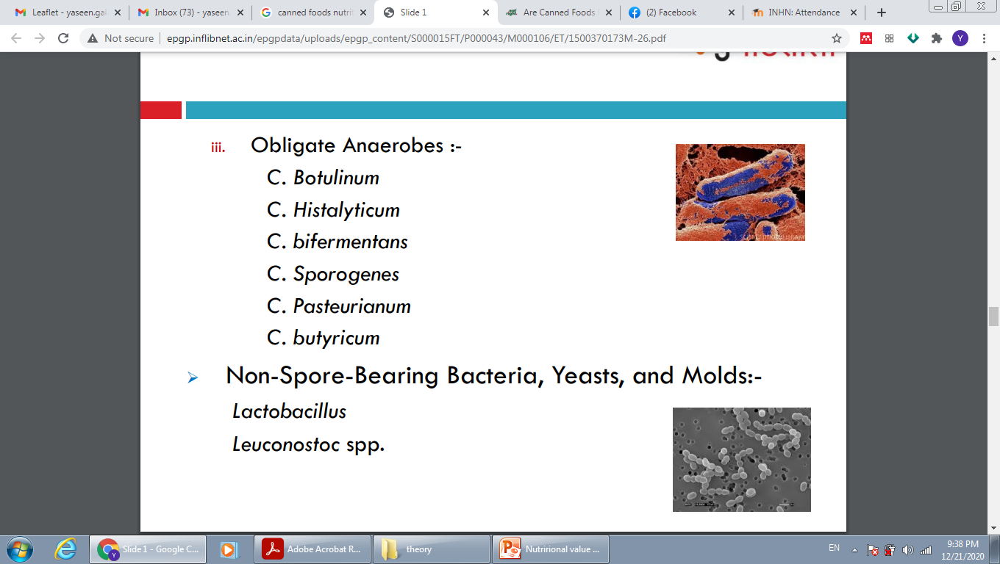 Leaflet - yaseen.gal
Inbox (73) - yaseen.
canned foods nutrit
Slide 1
Are Canned Foods
(2) Facebook
INHN: Attendance
Not secure
epgp.inflibnet.ac.in/epgpdata/uploads/epgp_content/S000015FT/P000043/M000106/ET/1500370173M-26.pdf
Y
iii. Obligate Anaerobes :-
C. Botulinum
C. Histalyticum
C. bifermentans
C. Sporogenes
C. Pasteurianum
C. butyricum
Non-Spore-Bearing Bacteria, Yeasts, and Molds:-
Lactobacillus
Leuconostoc spp.
Slide 1 - Google C...
Adobe Acrobat R...
theory
Nutrirional value ...
EN
9:38 PM
12/21/2020